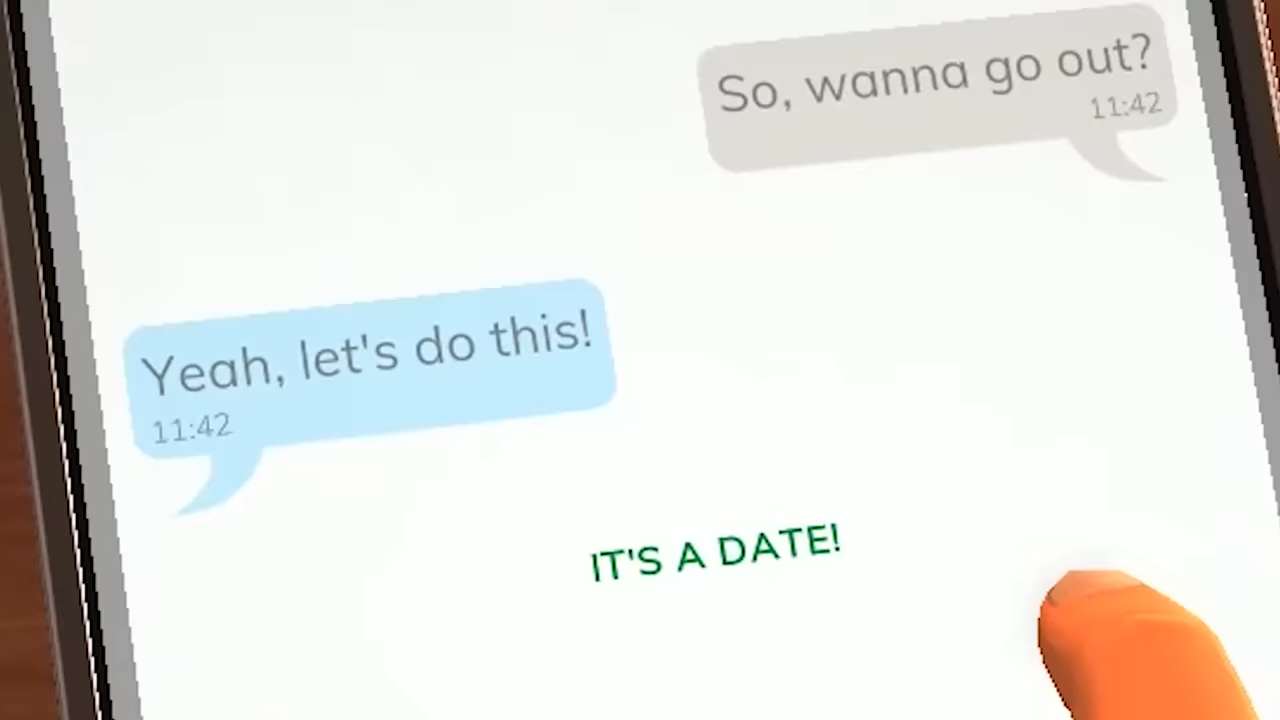 So, wanna go out?
11:42
Yeah, let's do this!
11:42
IT'S A DATE!